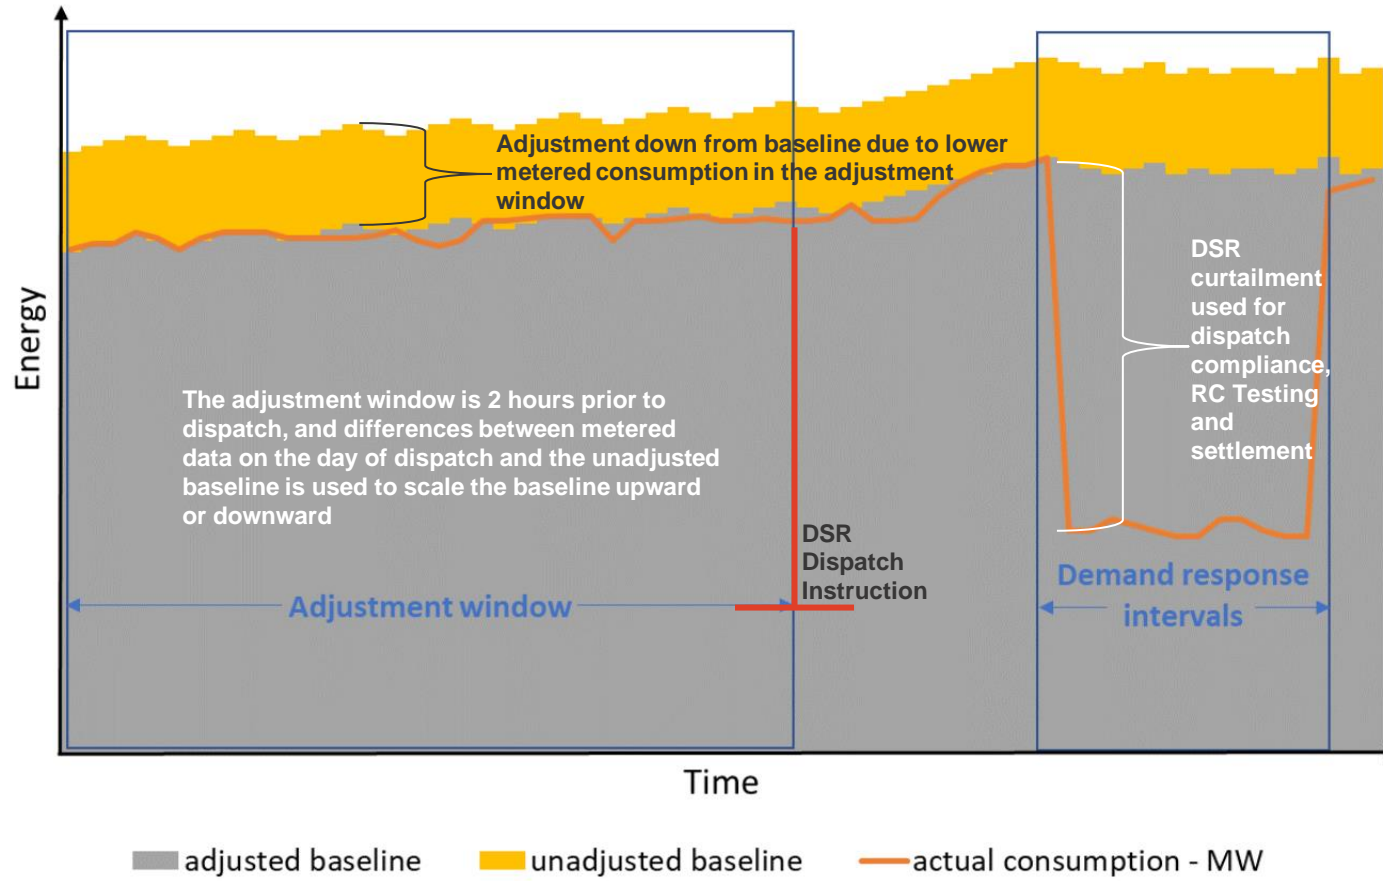 Adjustment down from baseline due to lower
metered consumption in the adjustment
window
DSR
curtailment
used for
dispatch
compliance,
RC Testing
and
settlement
Energy
The adjustment window is 2 hours prior to
dispatch, and differences between metered
data on the day of dispatch and the unadjusted
baseline is used to scale the baseline upward
or downward
DSR
Dispatch
Instruction
Adjustment window
Demand response
intervals
Time
adjusted baseline
unadjusted baseline
actual consumption - MW